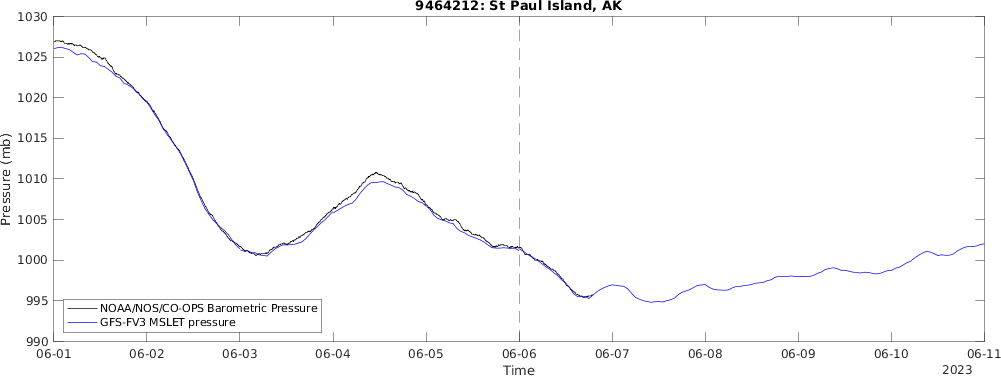 9464212: St Paul Island, AK
Pressure (mb)
1030
1025
1020
1015
1010
1005
1000
995
990
NOAA/NOS/CO-OPS Barometric Pressure
GFS-FV3 MSLET pressure
06-01 06-02 06-03 06-04 06-05 06-06 06-07 06-08 06-09 06-10 06-11
Time
2023